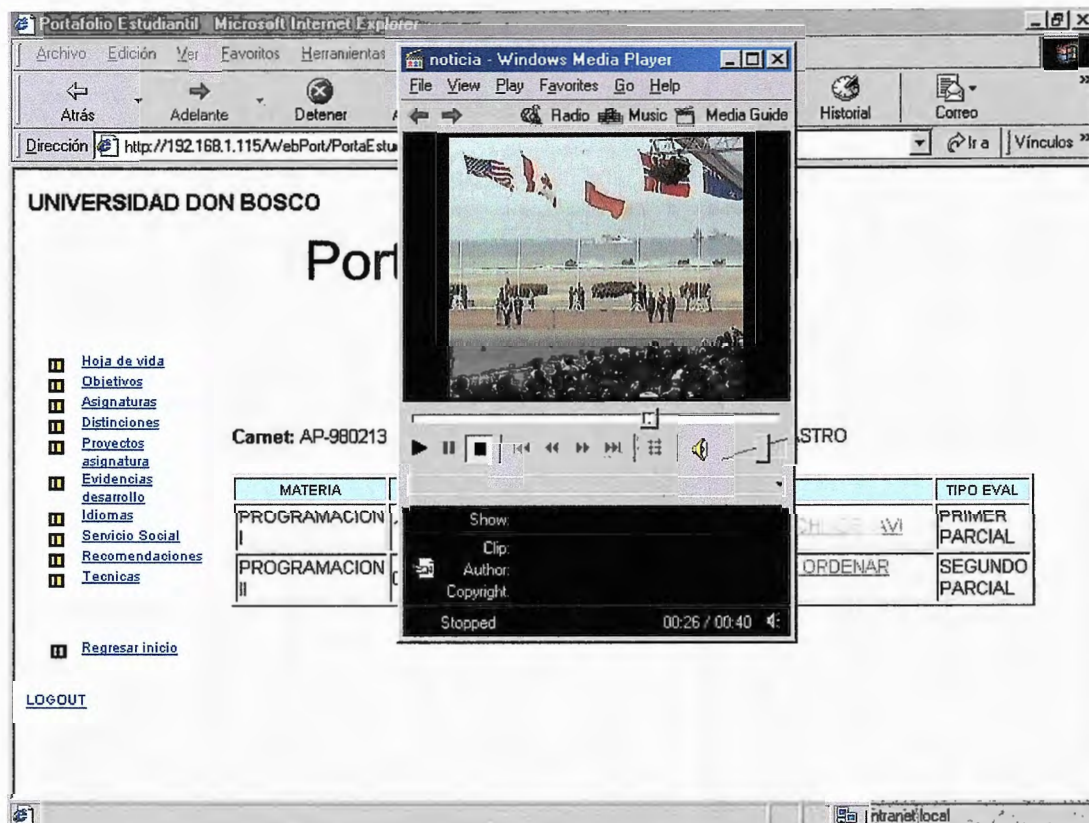 Portafolio Estudiantil Microsoft Internet Explorer
Archivo Edición Ver Favoritos Herramientas
Atrás Adelante Detener Historial Correo
Dirección http://192.168.1.115/WebPort/PortaEstu Ir a Vínculos
noticia - Windows Media Player
File View Play Favorites Go Help
Radio Music Media Guide
UNIVERSIDAD DON BOSCO
Port
Hoja de vida
Objetivos
Asignaturas
Distinciones
Proyectos
asignatura
Evidencias
desarrollo
Idiomas
Servicio Social
Recomendaciones
Tecnicas
Regresar inicio
LOGOUT
Carnet: AP-980213 ASTRO
MATERIA TIPO EVAL
PROGRAMACION
I
AVI
PRIMER
PARCIAL
PROGRAMACION
II
ORDENAR
SEGUNDO
PARCIAL
Show:
Clip:
Author:
Copyright:
Stopped 00:26 / 00:40
ntranet local